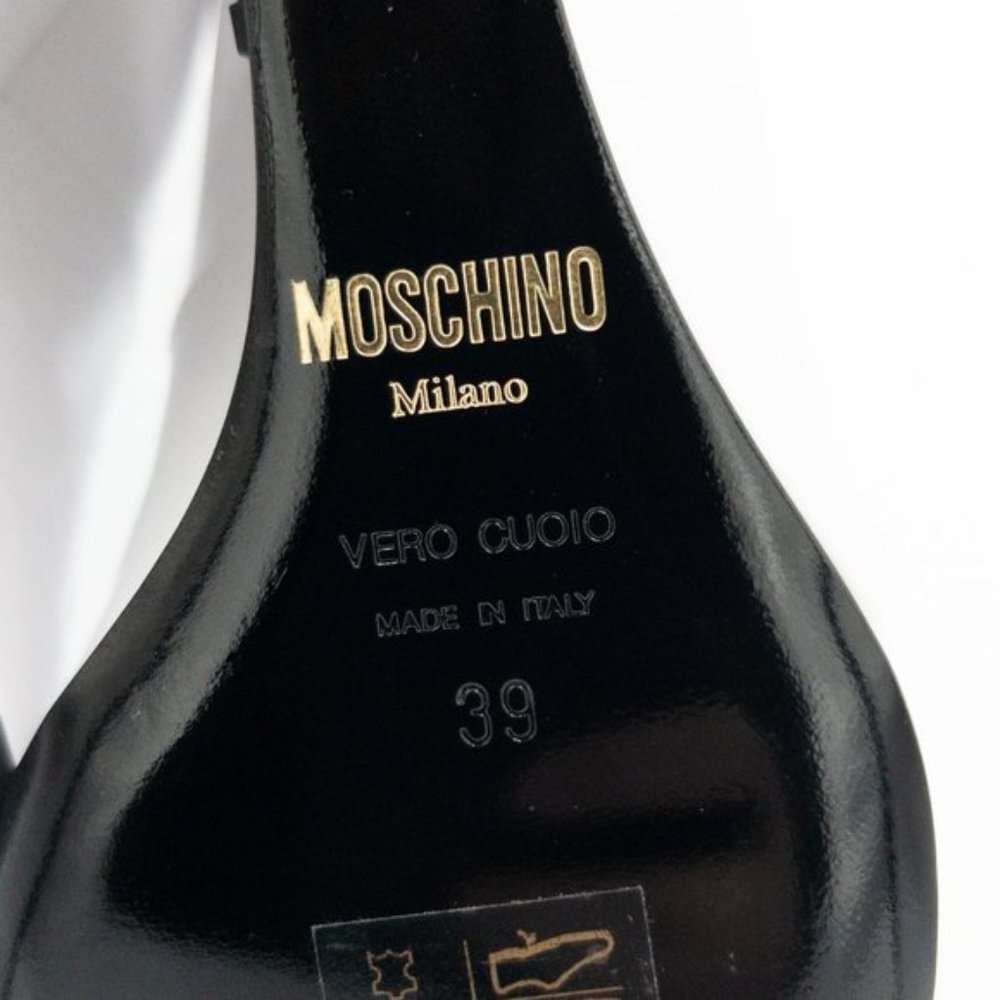 MOSCHINO
Milano
VERO CUOIO
MADE IN ITALY
39